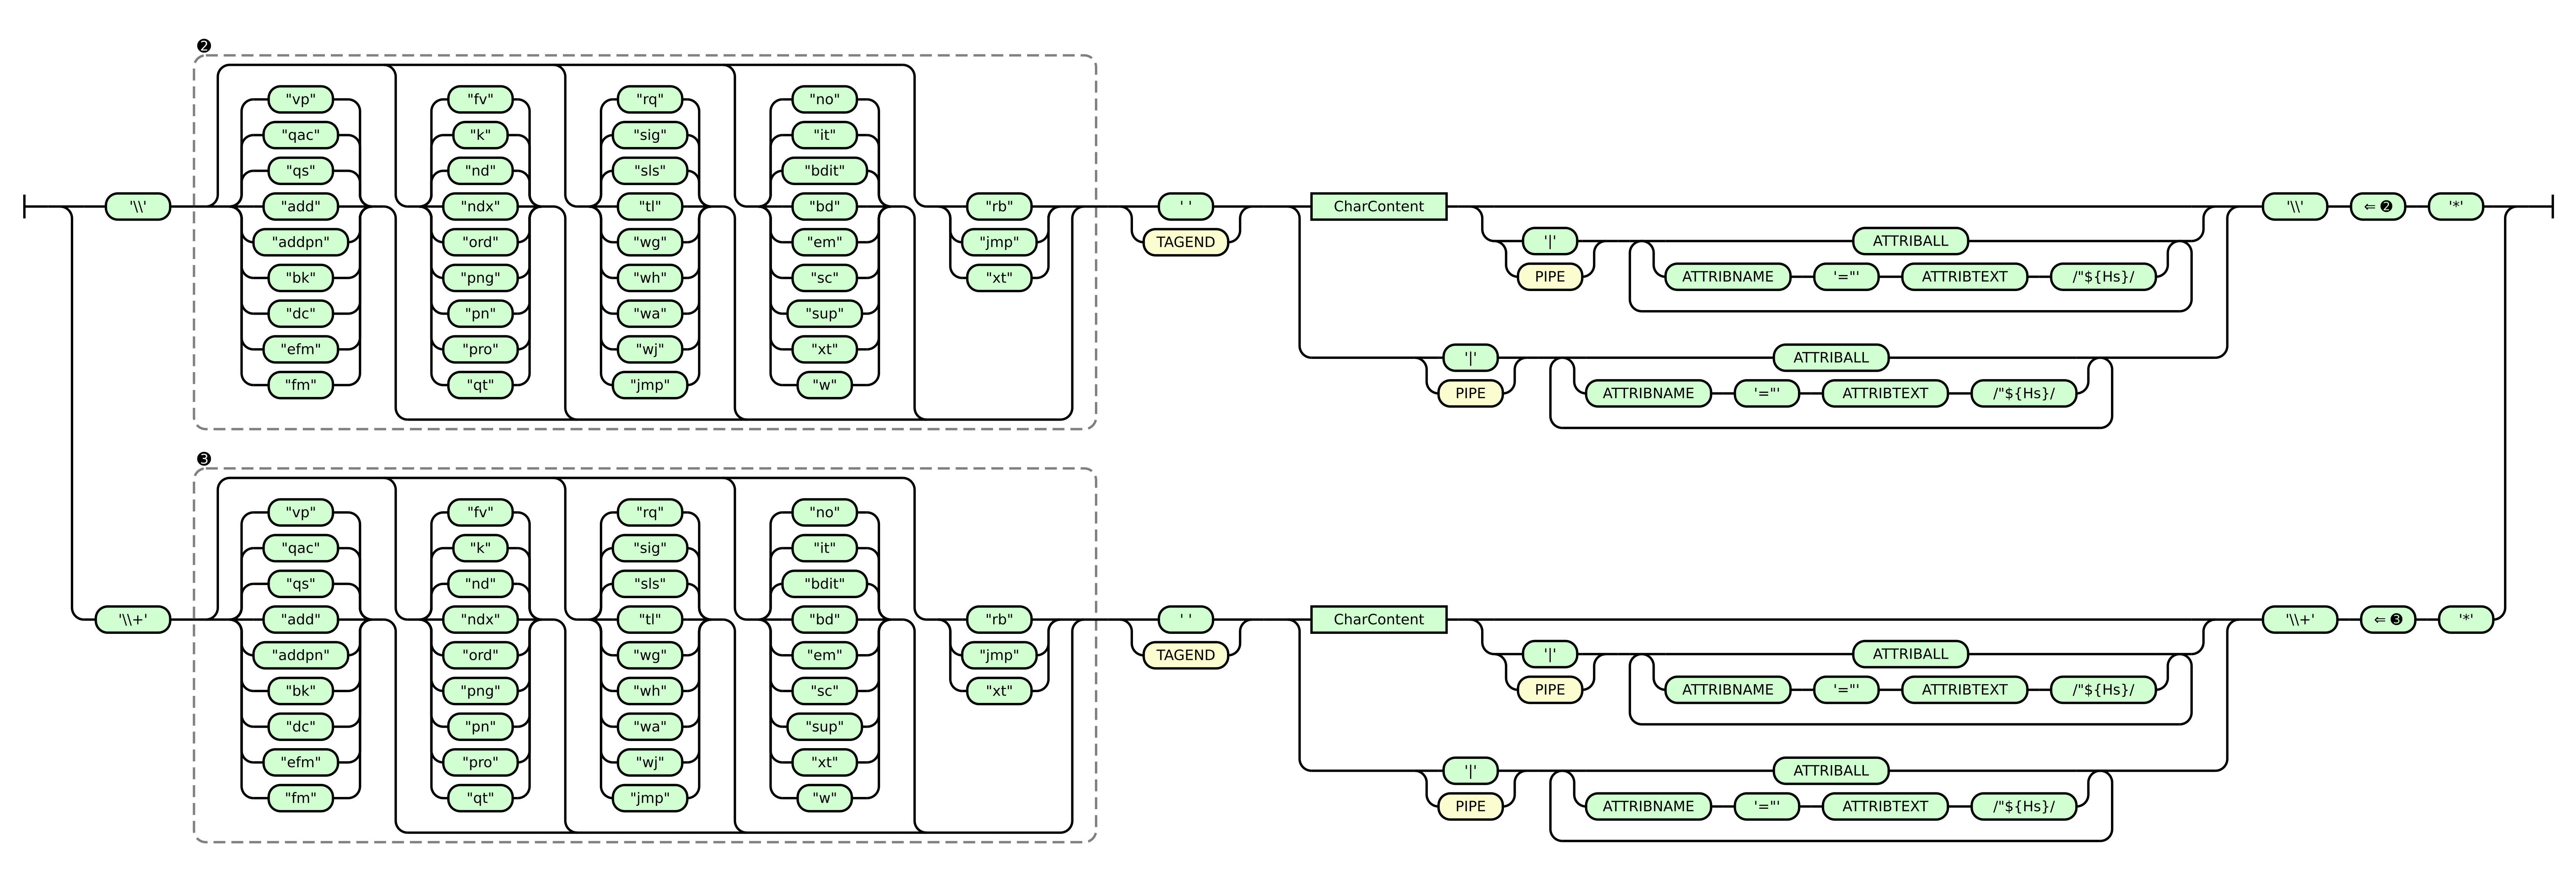 ❷
"vp" "fv" "rq" "no"
"qac" "k" "sig" "it"
"qs" "nd" "sls" "bdit"
'\\' "add" "ndx" "tl" "bd" "rb" ' ' CharContent '\\' ⇐ ❷ '*'
"addpn" "ord" "wg" "em" "jmp" TAGEND '|' ATTRIBALL
"bk" "png" "wh" "sc" "xt" PIPE ATTRIBNAME '="' ATTRIBTEXT /"${Hs}/
"dc" "pn" "wa" "sup"
"efm" "pro" "wj" "xt" '|' ATTRIBALL
"fm" "qt" "jmp" "w" PIPE ATTRIBNAME '="' ATTRIBTEXT /"${Hs}/
❸
"vp" "fv" "rq" "no"
"qac" "k" "sig" "it"
"qs" "nd" "sls" "bdit"
'\\+' "add" "ndx" "tl" "bd" "rb" ' ' CharContent '\\+' ⇐ ❸ '*'
"addpn" "ord" "wg" "em" "jmp" TAGEND '|' ATTRIBALL
"bk" "png" "wh" "sc" "xt" PIPE ATTRIBNAME '="' ATTRIBTEXT /"${Hs}/
"dc" "pn" "wa" "sup"
"efm" "pro" "wj" "xt" '|' ATTRIBALL
"fm" "qt" "jmp" "w" PIPE ATTRIBNAME '="' ATTRIBTEXT /"${Hs}/